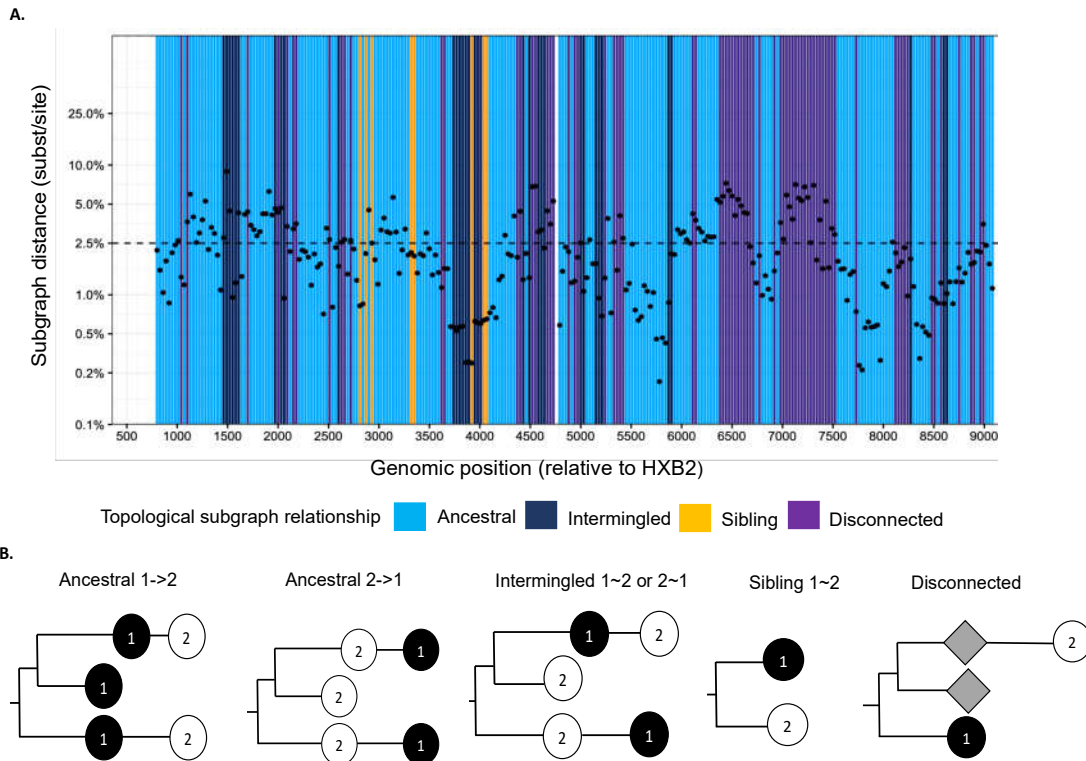 A.
Subgraph distance (subst/site)
25.0%
10.0%
5.0%
2.5%
1.0%
0.5%
0.2%
0.1%
500 1000 1500 2000 2500 3000 3500 4000 4500 5000 5500 6000 6500 7000 7500 8000 8500 9000
Genomic position (relative to HXB2)
Topological subgraph relationship Ancestral Intermingled Sibling Disconnected
B.
Ancestral 1->2 Ancestral 2->1 Intermingled 1~2 or 2~1 Sibling 1~2 Disconnected
1 2 2 1 1 2 1 2
1 2 2 2
1 2 2 1 2 1 1